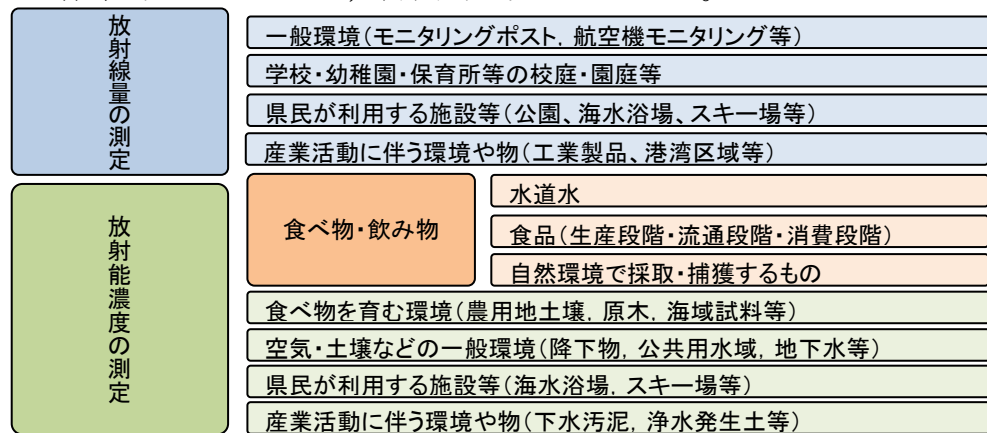 放射線量の測定
一般環境(モニタリングポスト, 航空機モニタリング等)
学校・幼稚園・保育所等の校庭・園庭等
県民が利用する施設等(公園、海水浴場、スキー場等)
産業活動に伴う環境や物(工業製品、港湾区域等)
放射能濃度の測定
食べ物・飲み物
水道水
食品(生産段階・流通段階・消費段階)
自然環境で採取・捕獲するもの
食べ物を育む環境(農用地土壌, 原木, 海域試料等)
空気・土壌などの一般環境(降下物, 公共用水域, 地下水等)
県民が利用する施設等(海水浴場, スキー場等)
産業活動に伴う環境や物(下水汚泥, 浄水発生土等)